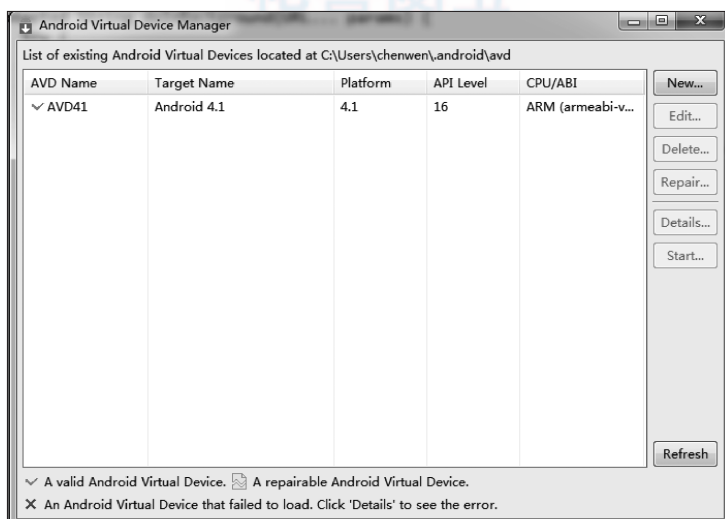 Android Virtual Device Manager
List of existing Android Virtual Devices located at C:\Users\chenwen\.android\avd
AVD Name Target Name Platform API Level CPU/ABI
AVD41 Android 4.1 4.1 16 ARM (armeabi-v...
New...
Edit...
Delete...
Repair...
Details...
Start...
Refresh
A valid Android Virtual Device. A repairable Android Virtual Device.
An Android Virtual Device that failed to load. Click 'Details' to see the error.